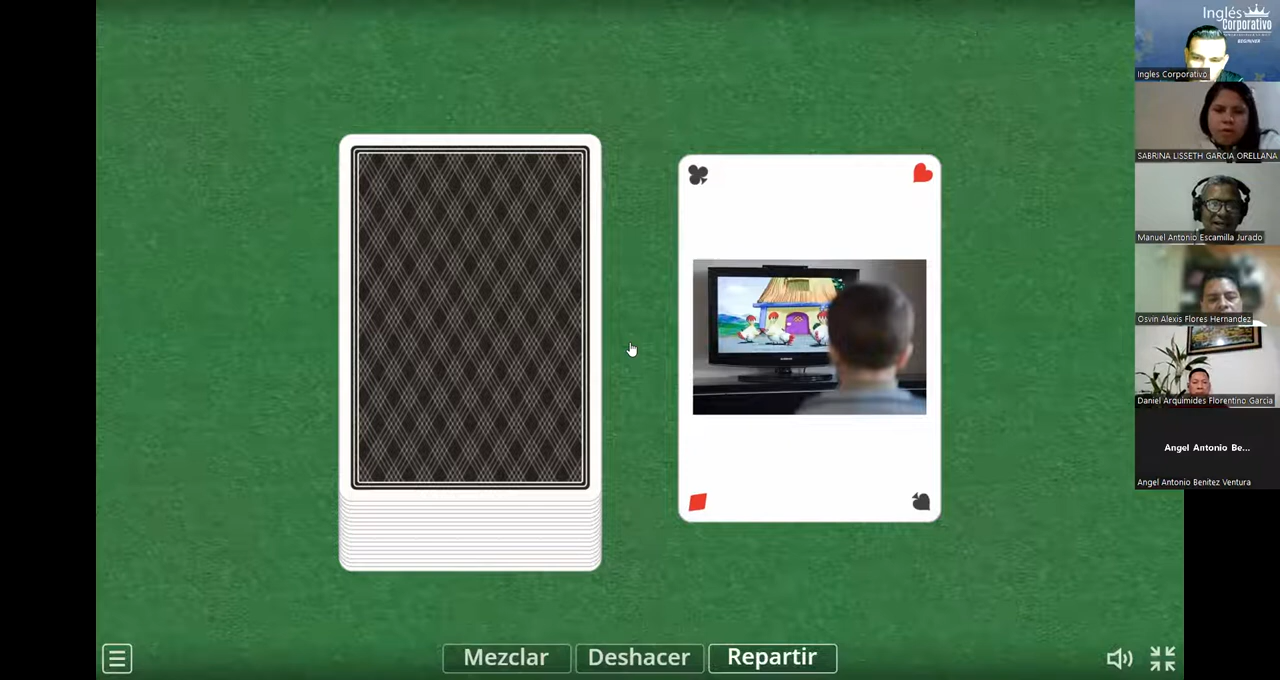 Inglés
Corporativo
BEGINNER
Ingles Corporativo
SABRINA LISSETH GARCIA ORELLANA
Manuel Antonio Escamilla Jurado
Osvin Alexis Flores Hernandez
Daniel Arquimides Florentino Garcia
Angel Antonio Be...
Angel Antonio Benitez Ventura
Mezclar
Deshacer
Repartir